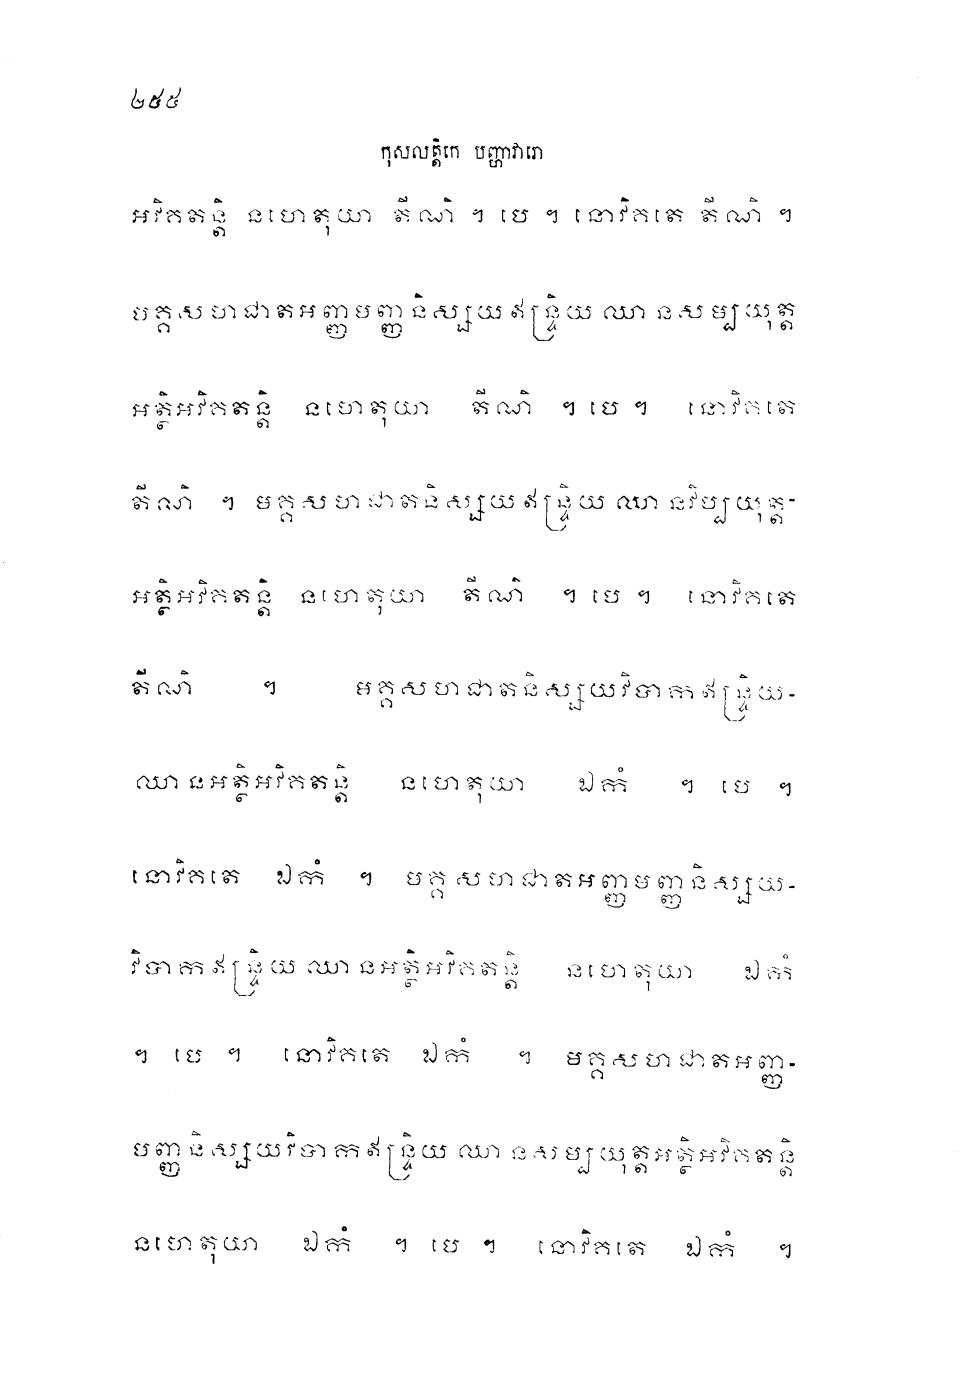 ២៥៥
កុសលត្តិកេ បញ្ហាវារោ
អវិគតន្តិ នហេតុយា តីណិ ។ បេ ។ នោវិគតេ តីណិ ។
មគ្គសហជាតអញ្ញមញ្ញនិស្សយឥន្ទ្រិយឈានសម្បយុត្ត
អត្ថិអវិគតន្តិ នហេតុយា តីណិ ។ បេ ។ នោវិគតេ
តីណិ ។ មគ្គសហជាតនិស្សយឥន្ទ្រិយឈានវិប្បយុត្ត-
អត្ថិអវិគតន្តិ នហេតុយា តីណិ ។ បេ ។ នោវិគតេ
តីណិ ។ មគ្គសហជាតនិស្សយវិបាកឥន្ទ្រិយ-
ឈានអត្ថិអវិគតន្តិ នហេតុយា ឯកំ ។ បេ ។
នោវិគតេ ឯកំ ។ មគ្គសហជាតអញ្ញមញ្ញនិស្សយ-
វិបាកឥន្ទ្រិយឈានអត្ថិអវិគតន្តិ នហេតុយា ឯកំ
។ បេ ។ នោវិគតេ ឯកំ ។ មគ្គសហជាតអញ្ញ-
មញ្ញនិស្សយវិបាកឥន្ទ្រិយឈានសម្បយុត្តអត្ថិអវិគតន្តិ
នហេតុយា ឯកំ ។ បេ ។ នោវិគតេ ឯកំ ។